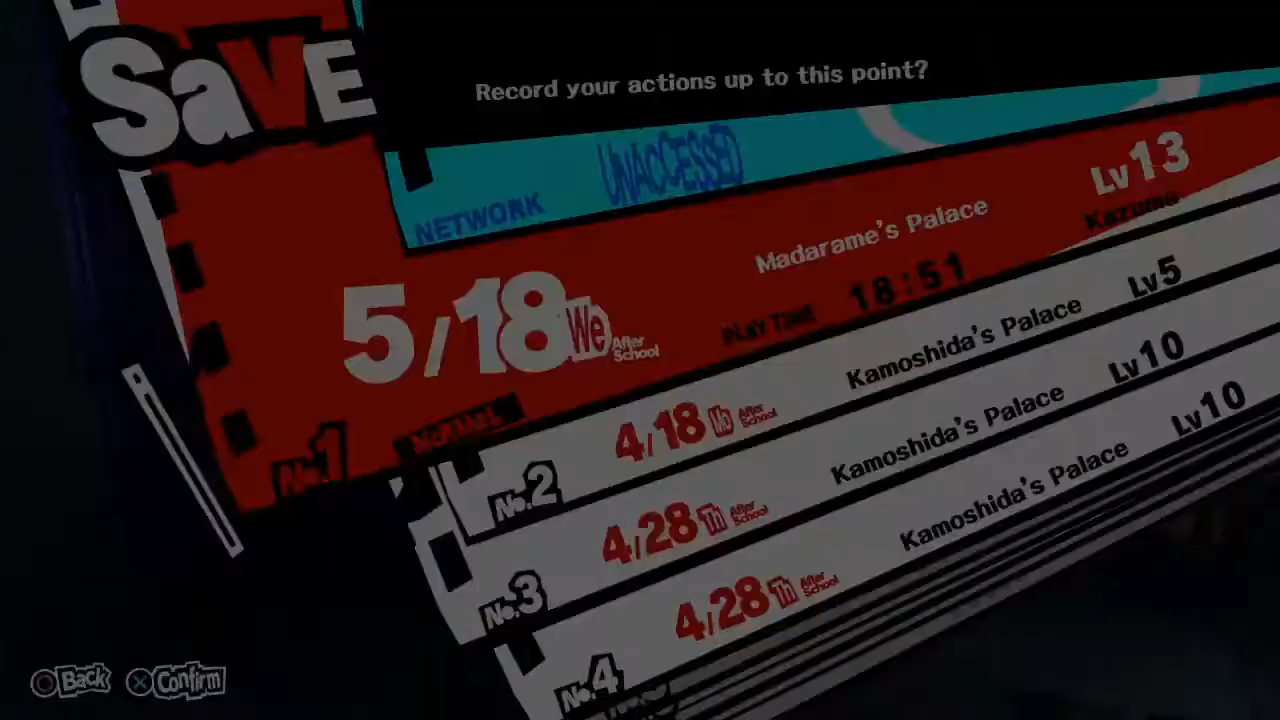 SaVE
Record your actions up to this point?
NETWORK UNACCESSED
Lv13
Madarame's Palace
5/18 We After School
PLAY TIME 18:51
No.1 NORMAL
Lv5
Kamoshida's Palace
4/18 Mo After School
No.2
Lv10
Kamoshida's Palace
4/28 Th After School
No.3
Lv10
Kamoshida's Palace
4/28 Th After School
No.4
Back Confirm